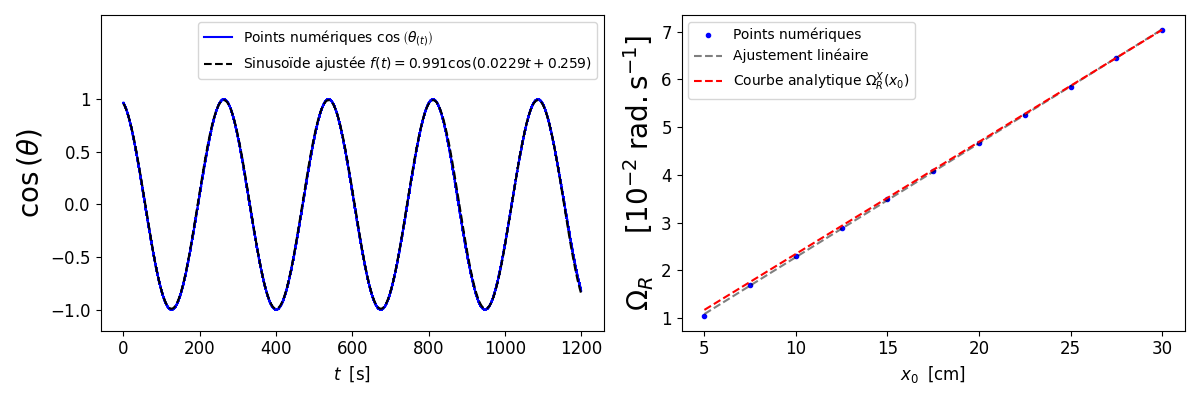 Points numériques cos (θ(t))
Sinusoïde ajustée f(t) = 0.991cos(0.0229t + 0.259)
cos (θ)
1
0.5
0.0
−0.5
−1.0
0
200
400
600
800
1000
1200
t [s]
Points numériques
Ajustement linéaire
Courbe analytique Ω_R^X(x₀)
Ω_R [10⁻² rad.s⁻¹]
7
6
5
4
3
2
1
5
10
15
20
25
30
x₀ [cm]